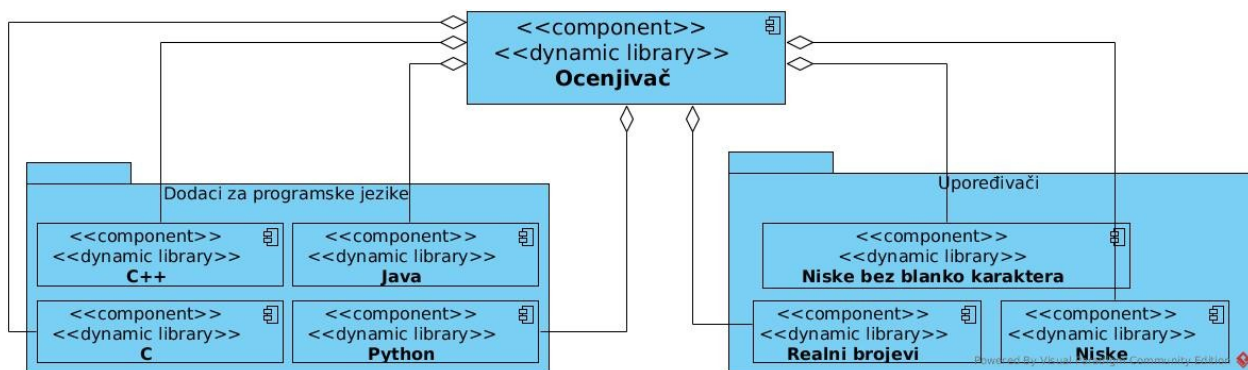 <<component>>
<<dynamic library>>
Ocenjivač
Dodaci za programske jezike
<<component>>
<<dynamic library>>
C++
<<component>>
<<dynamic library>>
Java
<<component>>
<<dynamic library>>
C
<<component>>
<<dynamic library>>
Python
Upoređivači
<<component>>
<<dynamic library>>
Niske bez blanko karaktera
<<component>>
<<dynamic library>>
Realni brojevi
<<component>>
<<dynamic library>>
Niske
Powered By Visual Paradigm Community Edition